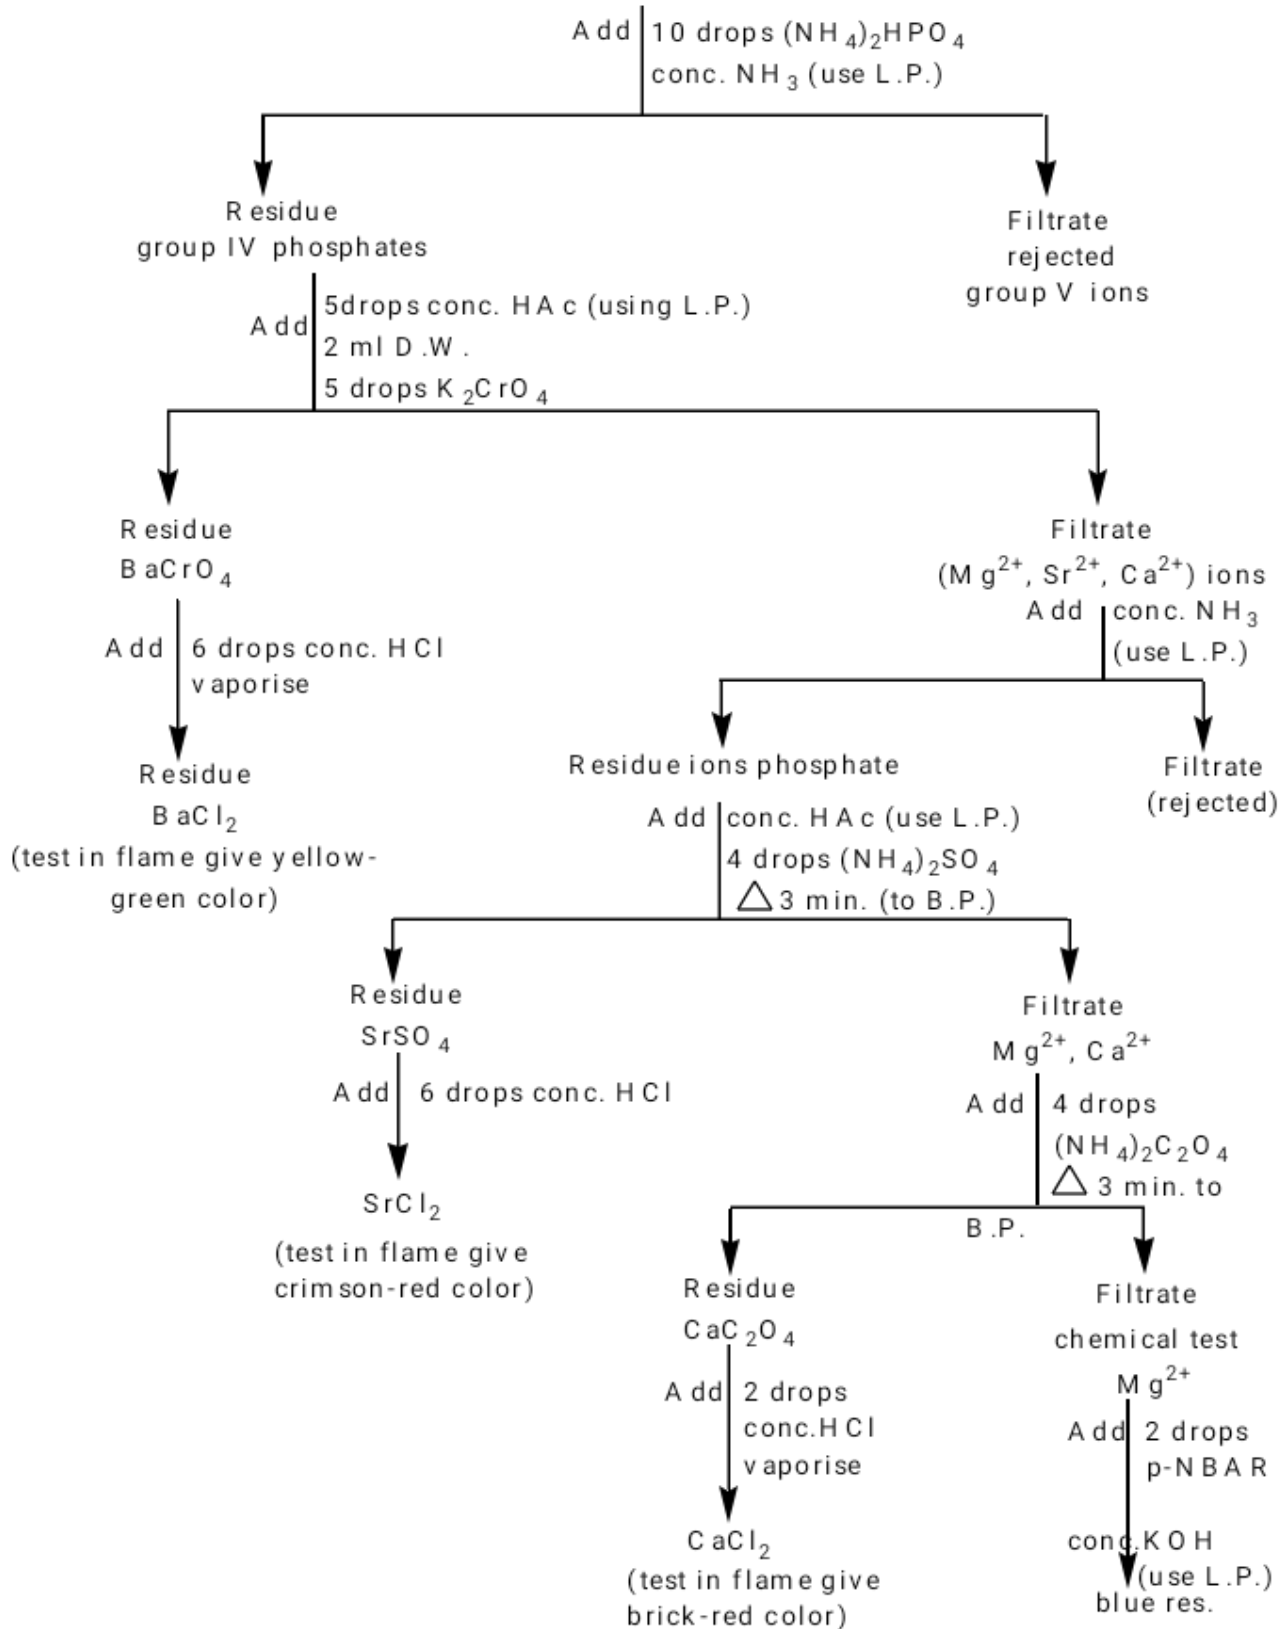 Add 10 drops (NH₄)₂HPO₄
conc. NH₃ (use L.P.)
Residue
group IV phosphates
Filtrate
rejected
group V ions
Add
5drops conc. HAc (using L.P.)
2 ml D.W.
5 drops K₂CrO₄
Residue
BaCrO₄
Add 6 drops conc. HCl
vaporise
Residue
BaCl₂
(test in flame give yellow-
green color)
Filtrate
(Mg²⁺, Sr²⁺, Ca²⁺) ions
Add conc. NH₃
(use L.P.)
Residue ions phosphate
Filtrate
(rejected)
Add conc. HAc (use L.P.)
4 drops (NH₄)₂SO₄
△ 3 min. (to B.P.)
Residue
SrSO₄
Add 6 drops conc. HCl
SrCl₂
(test in flame give
crimson-red color)
Filtrate
Mg²⁺, Ca²⁺
Add 4 drops
(NH₄)₂C₂O₄
△ 3 min. to
B.P.
Residue
CaC₂O₄
Add 2 drops
conc.HCl
vaporise
CaCl₂
(test in flame give
brick-red color)
Filtrate
chemical test
Mg²⁺
Add 2 drops
p-NBAR
conc.KOH
(use L.P.)
blue res.